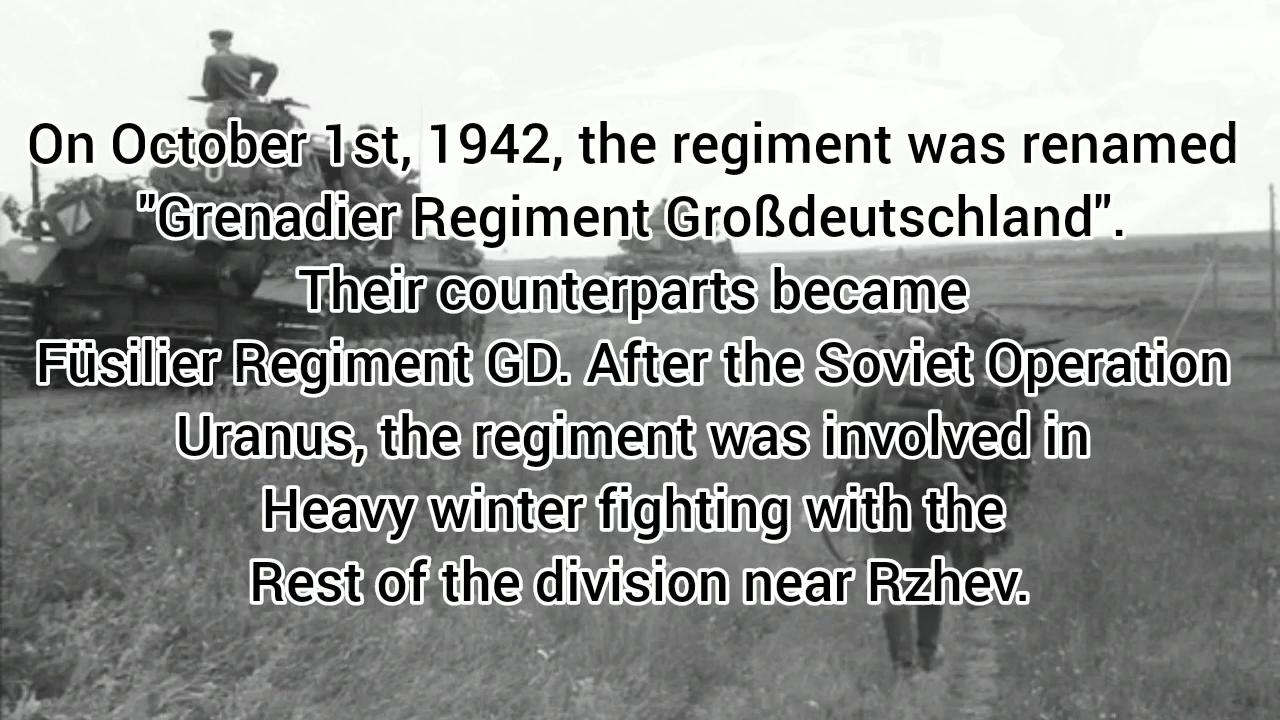 On October 1st, 1942, the regiment was renamed
"Grenadier Regiment Großdeutschland".
Their counterparts became
Füsilier Regiment GD. After the Soviet Operation
Uranus, the regiment was involved in
Heavy winter fighting with the
Rest of the division near Rzhev.